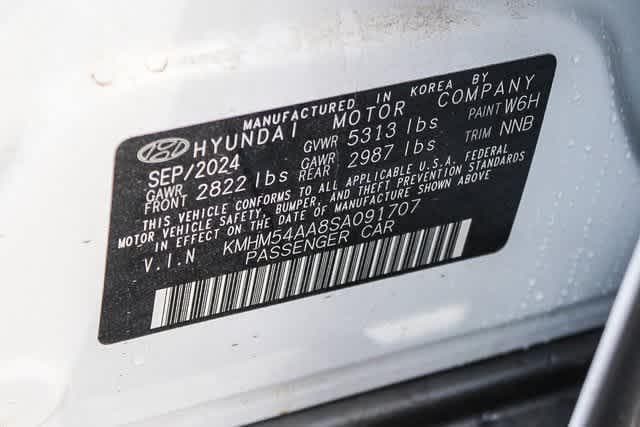 MANUFACTURED IN KOREA BY
HYUNDAI MOTOR COMPANY
SEP/2024 GVWR 5313 lbs PAINT W6H
GAWR FRONT 2822 lbs GAWR REAR 2987 lbs TRIM NNB
THIS VEHICLE CONFORMS TO ALL APPLICABLE U.S.A. FEDERAL
MOTOR VEHICLE SAFETY, BUMPER, AND THEFT PREVENTION STANDARDS
IN EFFECT ON THE DATE OF MANUFACTURE SHOWN ABOVE
V.I.N KMHM54AA8SA091707
PASSENGER CAR